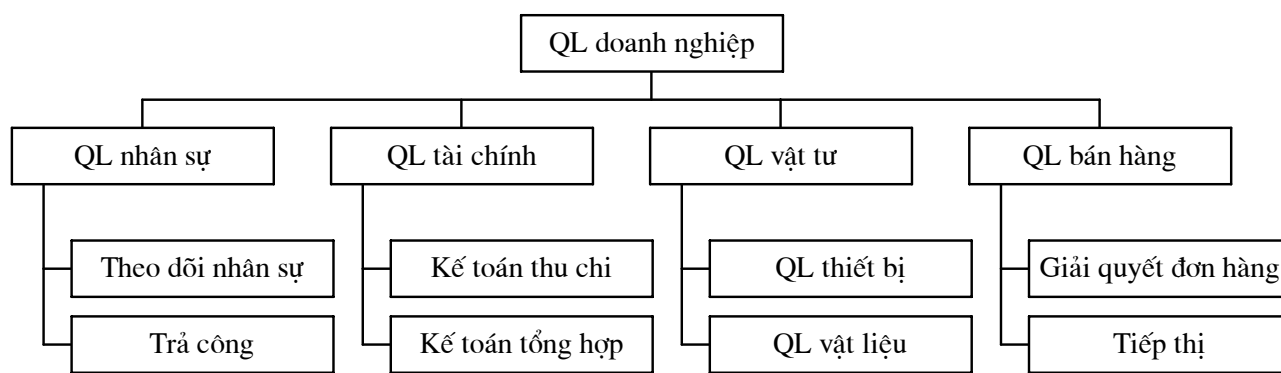 QL doanh nghiệp
QL nhân sự
QL tài chính
QL vật tư
QL bán hàng
Theo dõi nhân sự
Kế toán thu chi
QL thiết bị
Giải quyết đơn hàng
Trả công
Kế toán tổng hợp
QL vật liệu
Tiếp thị